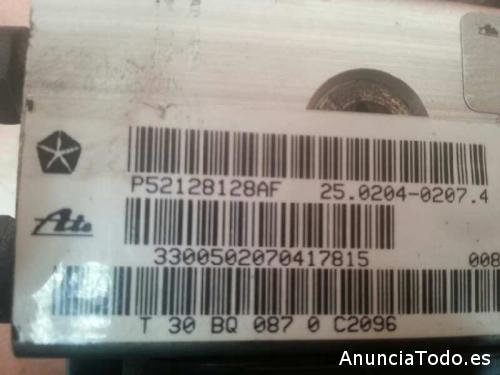 P52128128AF 25.0204-0207.4
Ate
3300502070417815 008
T 30 BQ 087 0 C2096
AnunciaTodo.es